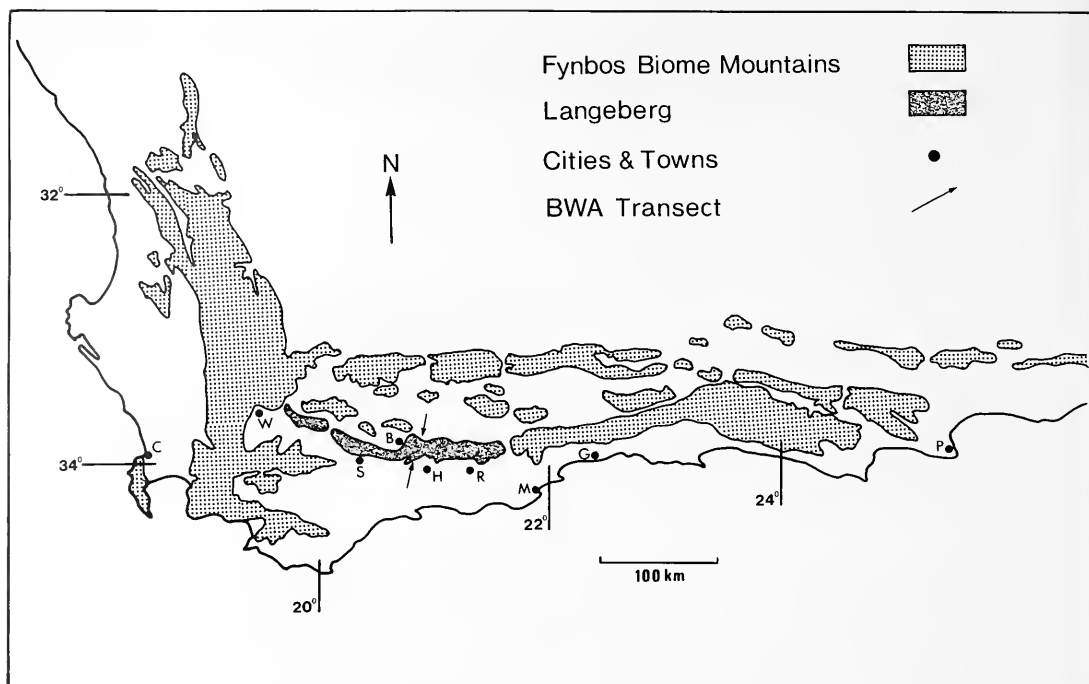 Fynbos Biome Mountains
Langeberg
Cities & Towns
BWA Transect
N
32°
W
B
C
34°
S
H
R
G
P
M
22°
24°
20°
100 km